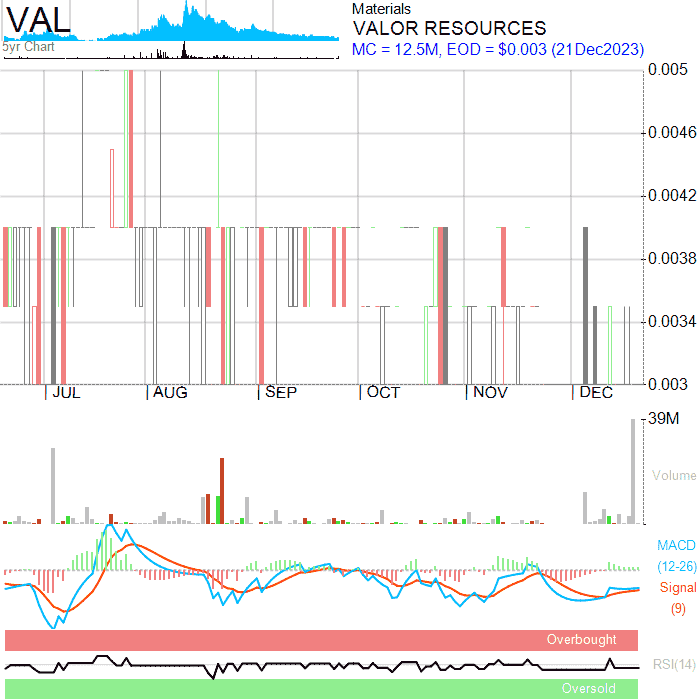 VAL
5yr Chart
Materials
VALOR RESOURCES
MC = 12.5M, EOD = $0.003 (21Dec2023)
0.005
0.0046
0.0042
0.0038
0.0034
0.003
JUL AUG SEP OCT NOV DEC
39M
Volume
MACD
(12-26)
Signal
(9)
Overbought
RSI(14)
Oversold